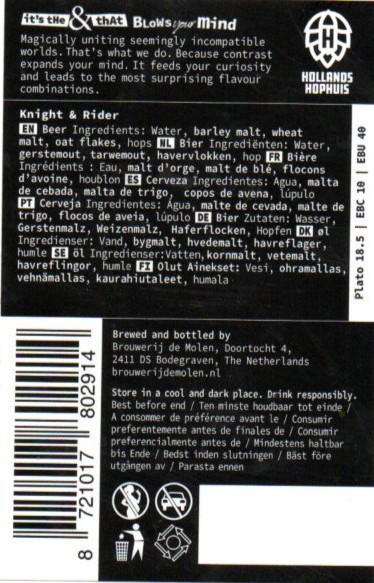 it's tHe & tHAt BLoWs your Mind
Magically uniting seemingly incompatible
worlds. That's what we do. Because contrast
expands your mind. It feeds your curiosity
and leads to the most surprising flavour
combinations.
HOLLANDS
HOPHUIS
Knight & Rider
EN Beer Ingredients: Water, barley malt, wheat
malt, oat flakes, hops NL Bier Ingrediënten: Water,
gerstemout, tarwemout, havervlokken, hop FR Bière
Ingrédients : Eau, malt d'orge, malt de blé, flocons
d'avoine, houblon ES Cerveza Ingredientes: Agua, malta
de cebada, malta de trigo, copos de avena, lúpulo
PT Cerveja Ingredientes: Água, malte de cevada, malte de
trigo, flocos de aveia, lúpulo DE Bier Zutaten: Wasser,
Gerstenmalz, Weizenmalz, Haferflocken, Hopfen DK øl
Ingredienser: Vand, bygmalt, hvedemalt, havreflager,
humle SE öl Ingredienser:Vatten,kornmalt, vetemalt,
havreflingor, humle FI Olut Ainekset: Vesi, ohramallas,
vehnämallas, kaurahiutaleet, humala
Plato 18.5 | EBC 10 | EBU 40
Brewed and bottled by
Brouwerij de Molen, Doortocht 4,
2411 DS Bodegraven, The Netherlands
brouwerijdemolen.nl
Store in a cool and dark place. Drink responsibly.
Best before end / Ten minste houdbaar tot einde /
A consommer de préférence avant le / Consumir
preferentemente antes de finales de / Consumir
preferencialmente antes de / Mindestens haltbar
bis Ende / Bedst inden slutningen / Bäst före
utgången av / Parasta ennen
8 721017 802914